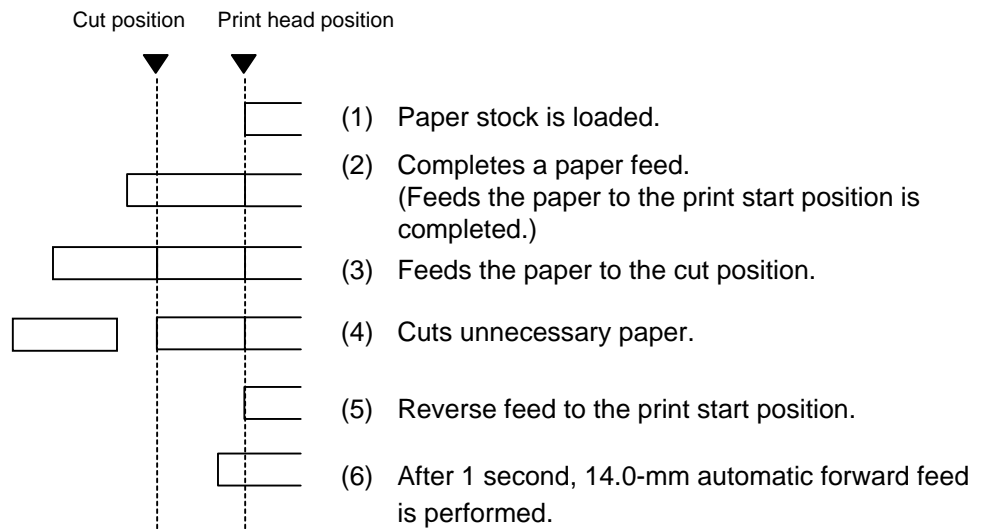 Cut position Print head position
(1) Paper stock is loaded.
(2) Completes a paper feed.
(Feeds the paper to the print start position is
completed.)
(3) Feeds the paper to the cut position.
(4) Cuts unnecessary paper.
(5) Reverse feed to the print start position.
(6) After 1 second, 14.0-mm automatic forward feed
is performed.